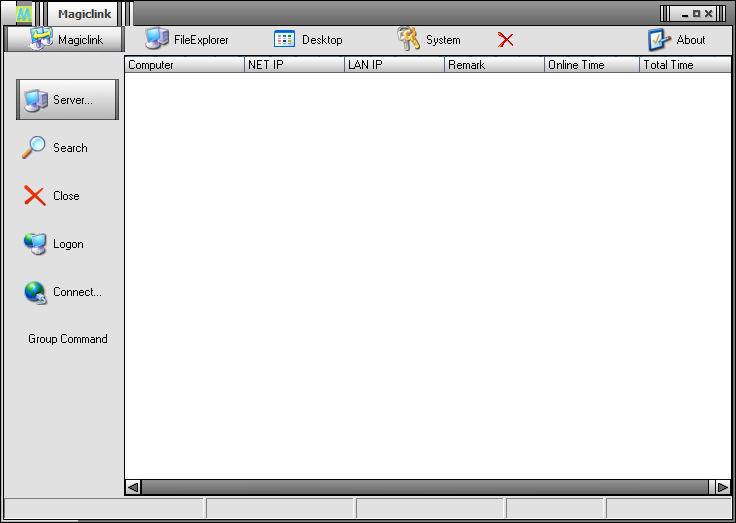 Magiclink
Magiclink FileExplorer Desktop System About
Computer NET IP LAN IP Remark Online Time Total Time
Server...
Search
Close
Logon
Connect...
Group Command